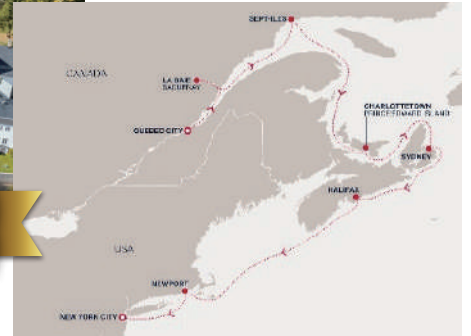 SEPT-ILES
CANADA
LA BAIE
SAGUENAY
QUEBEC CITY
CHARLOTTETOWN
PRINCE EDWARD ISLAND
SYDNEY
HALIFAX
USA
NEWPORT
NEW YORK CITY